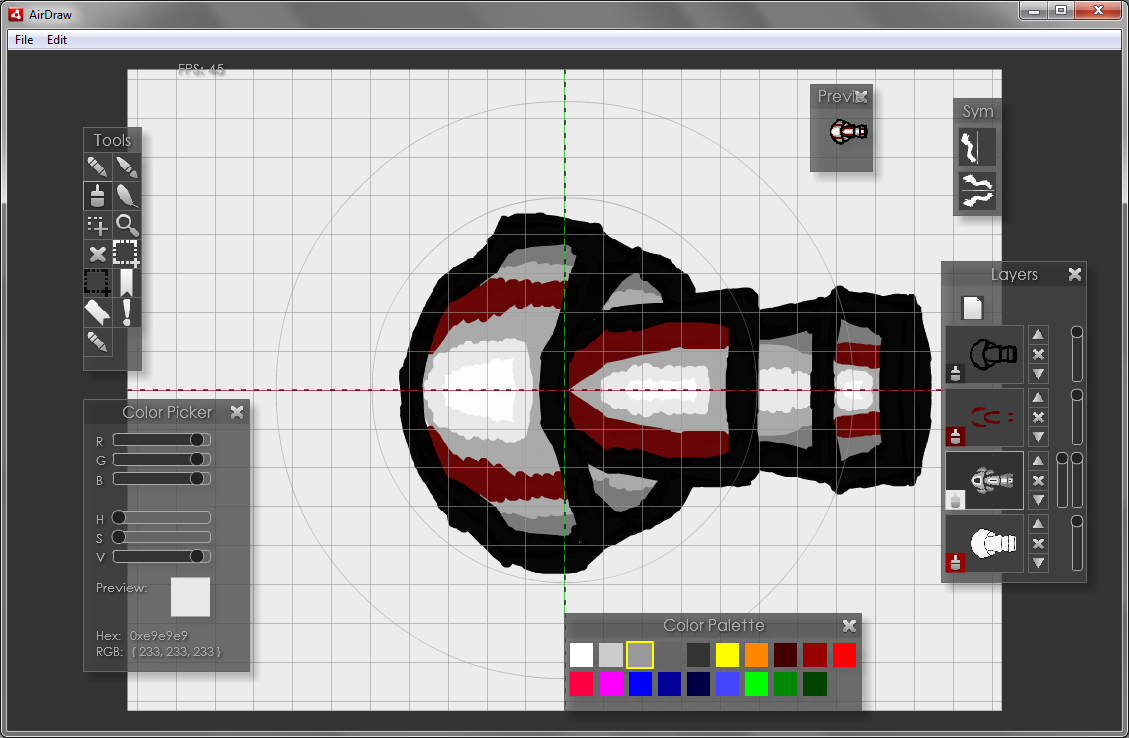 AirDraw
File Edit
FPS: 45
Previ
Sym
Tools
Layers
Color Picker
R
G
B
H
S
V
Preview:
Hex: 0xe9e9e9
RGB: { 233, 233, 233 }
Color Palette